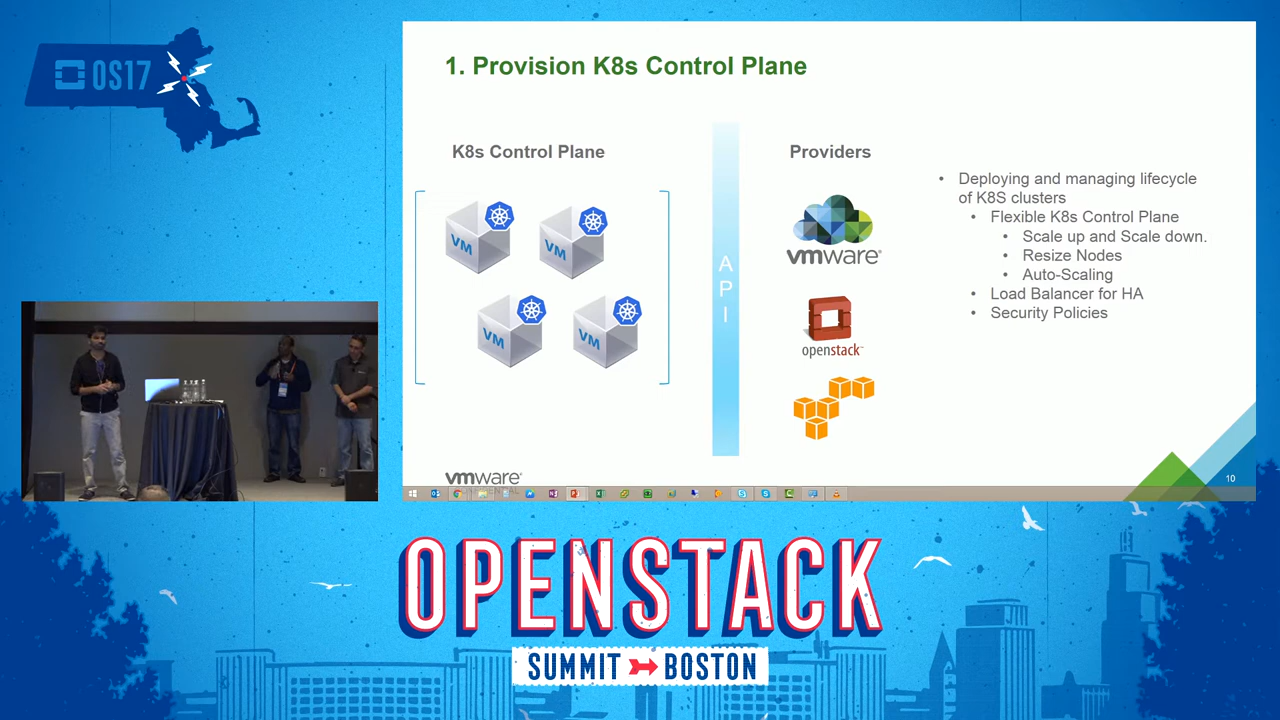 OS17
1. Provision K8s Control Plane
K8s Control Plane
Providers
VM
VM
VM
VM
A
P
I
vmware®
openstack
• Deploying and managing lifecycle
of K8S clusters
• Flexible K8s Control Plane
• Scale up and Scale down.
• Resize Nodes
• Auto-Scaling
• Load Balancer for HA
• Security Policies
vmware®
10
OPENSTACK
SUMMIT BOSTON